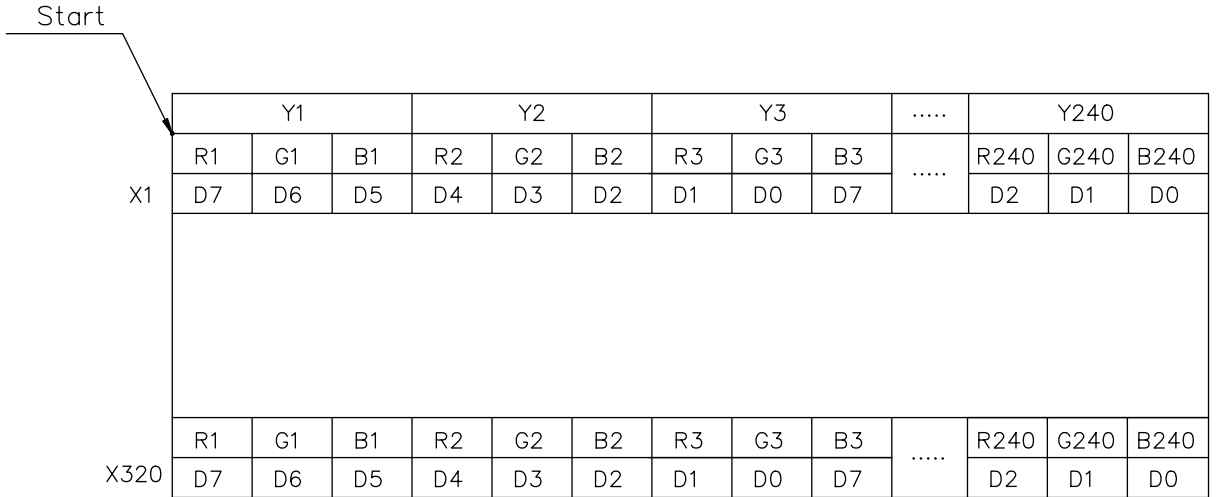 Start
Y1 Y2 Y3 ..... Y240
R1 G1 B1 R2 G2 B2 R3 G3 B3 ..... R240 G240 B240
X1 D7 D6 D5 D4 D3 D2 D1 D0 D7 D2 D1 D0
R1 G1 B1 R2 G2 B2 R3 G3 B3 ..... R240 G240 B240
X320 D7 D6 D5 D4 D3 D2 D1 D0 D7 D2 D1 D0